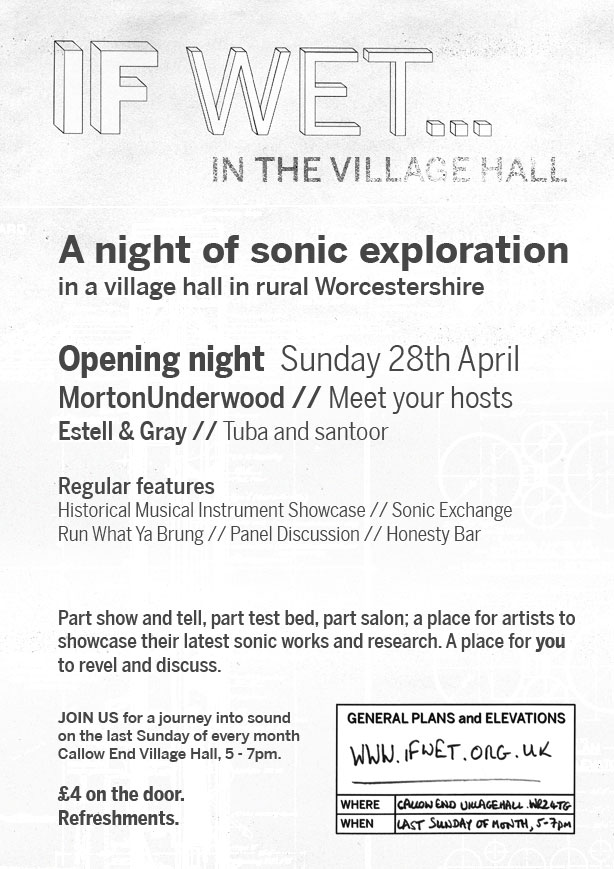 IF WET...
IN THE VILLAGE HALL
A night of sonic exploration
in a village hall in rural Worcestershire
Opening night Sunday 28th April
MortonUnderwood // Meet your hosts
Estell & Gray // Tuba and santoor
Regular features
Historical Musical Instrument Showcase // Sonic Exchange
Run What Ya Brung // Panel Discussion // Honesty Bar
Part show and tell, part test bed, part salon; a place for artists to
showcase their latest sonic works and research. A place for you
to revel and discuss.
JOIN US for a journey into sound
on the last Sunday of every month
Callow End Village Hall, 5 - 7pm.
£4 on the door.
Refreshments.
GENERAL PLANS and ELEVATIONS
WWW.IFWET.ORG.UK
WHERE CALLOW END VILLAGE HALL. WR2 4TG
WHEN LAST SUNDAY OF MONTH, 5-7pm